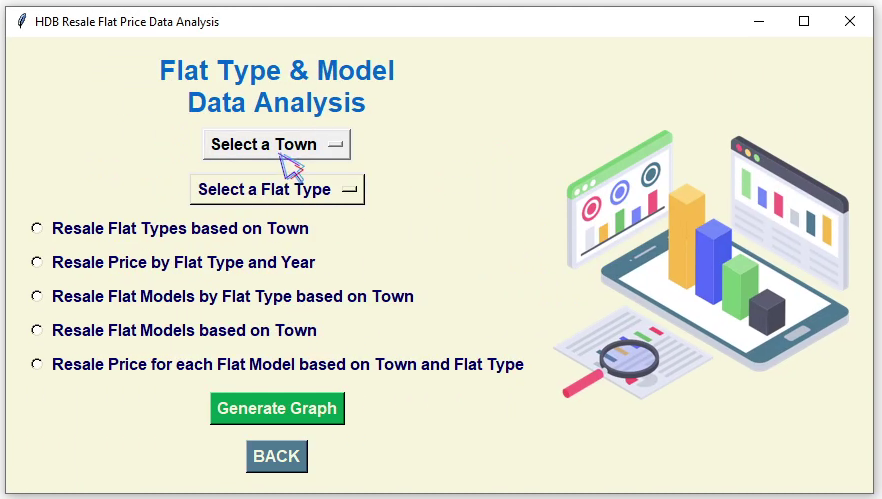 HDB Resale Flat Price Data Analysis
Flat Type & Model
Data Analysis
Select a Town
Select a Flat Type
Resale Flat Types based on Town
Resale Price by Flat Type and Year
Resale Flat Models by Flat Type based on Town
Resale Flat Models based on Town
Resale Price for each Flat Model based on Town and Flat Type
Generate Graph
BACK